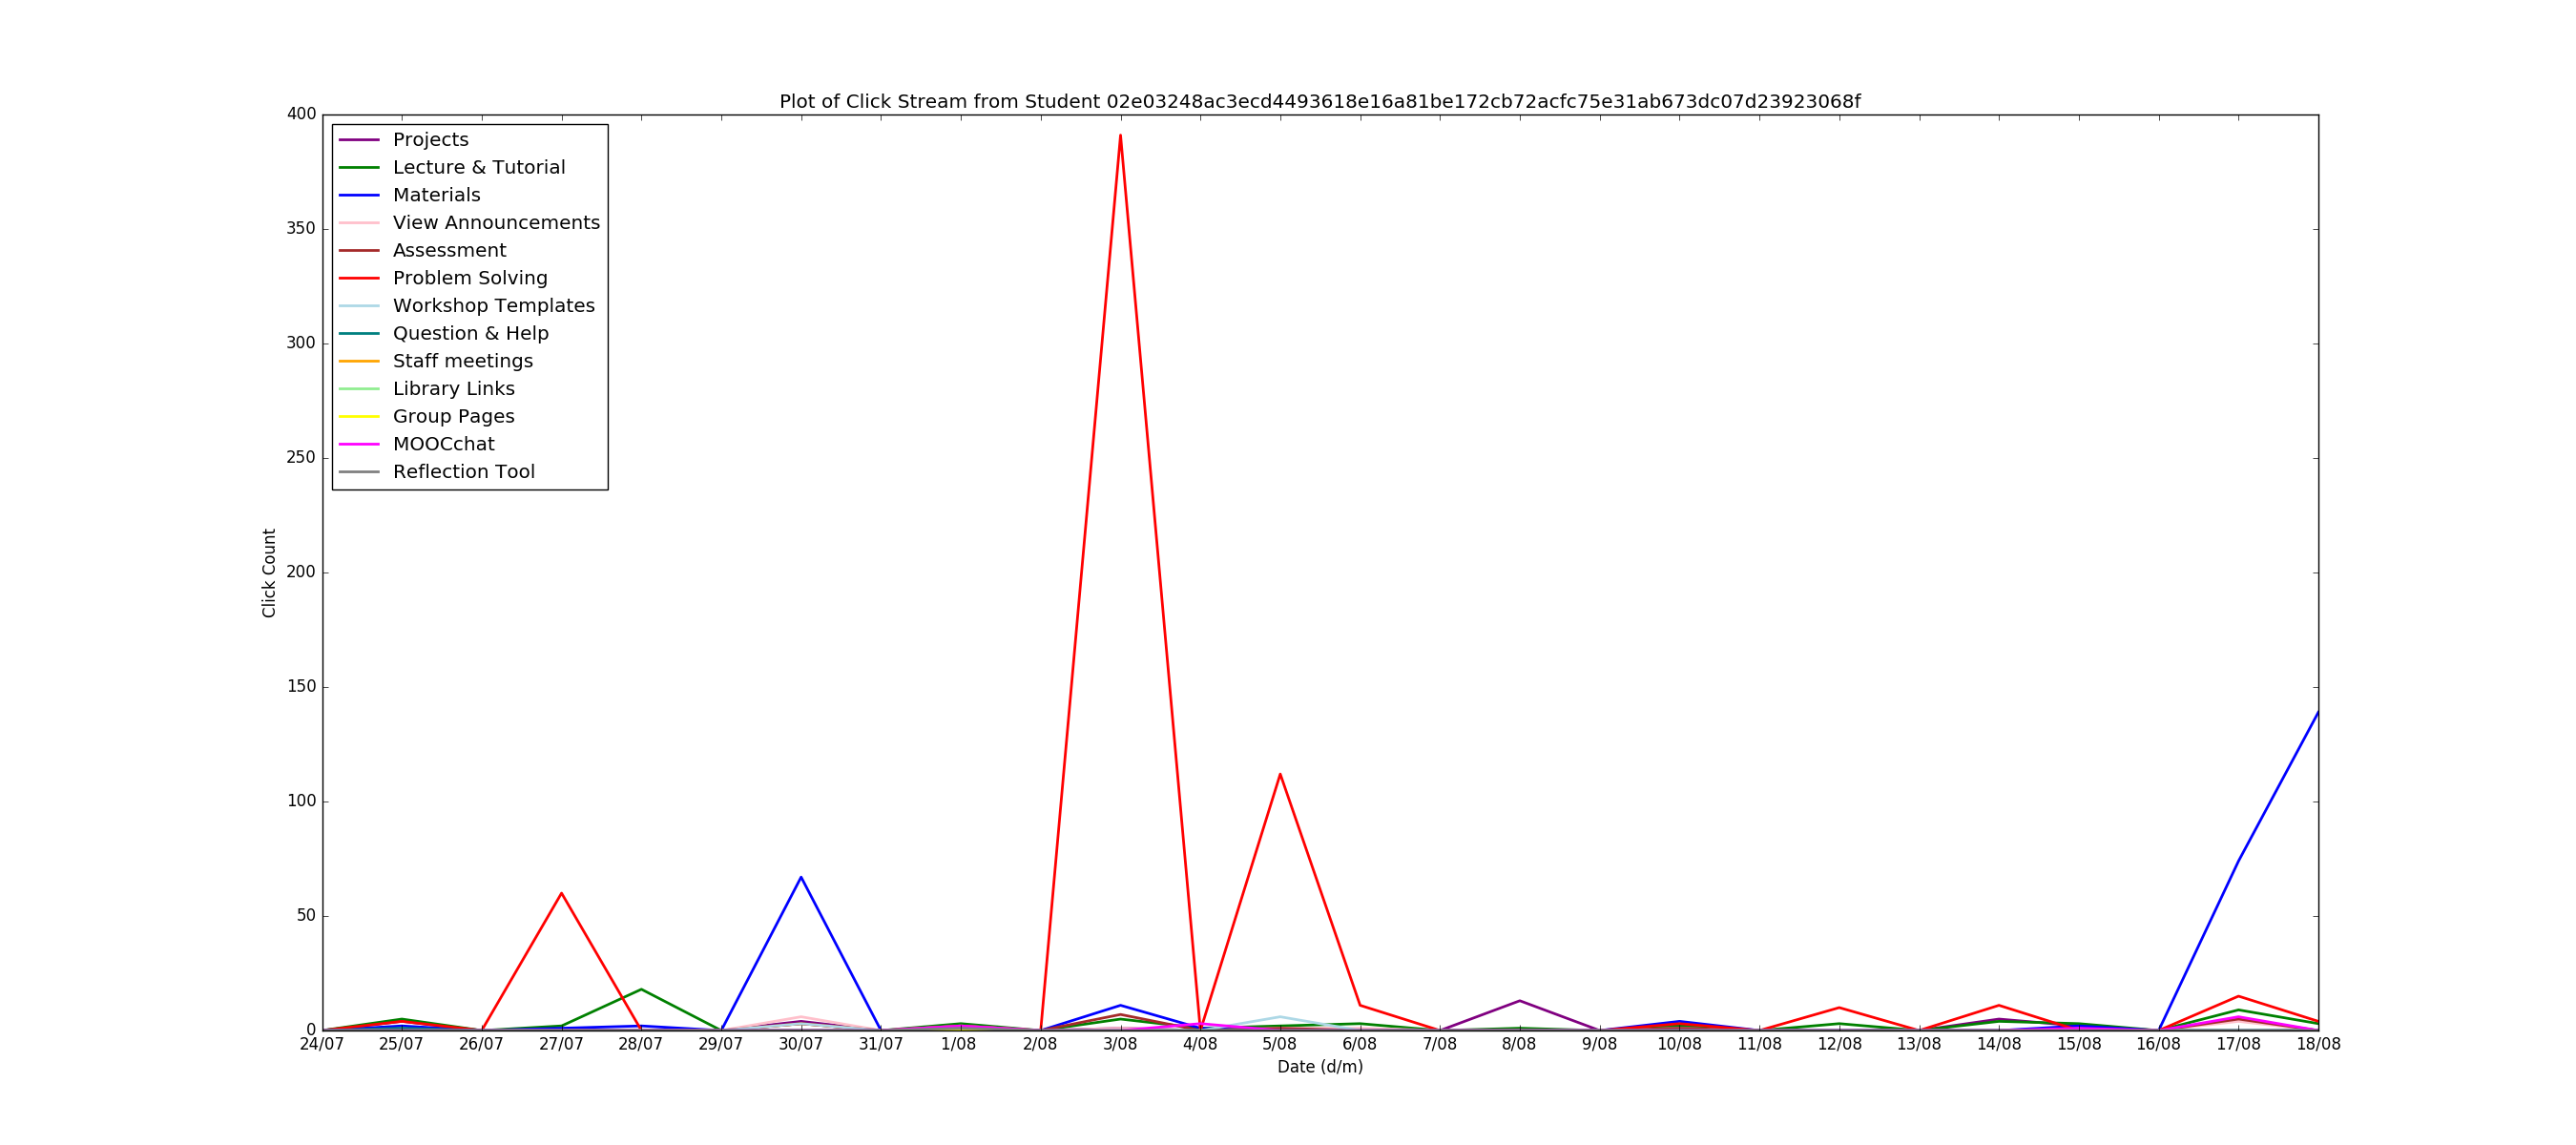 Plot of Click Stream from Student 02e03248ac3ecd4493618e16a81be172cb72acfc75e31ab673dc07d23923068f
400
350
300
250
200
150
100
50
0
Click Count
Projects
Lecture & Tutorial
Materials
View Announcements
Assessment
Problem Solving
Workshop Templates
Question & Help
Staff meetings
Library Links
Group Pages
MOOCchat
Reflection Tool
24/07 25/07 26/07 27/07 28/07 29/07 30/07 31/07 1/08 2/08 3/08 4/08 5/08 6/08 7/08 8/08 9/08 10/08 11/08 12/08 13/08 14/08 15/08 16/08 17/08 18/08
Date (d/m)